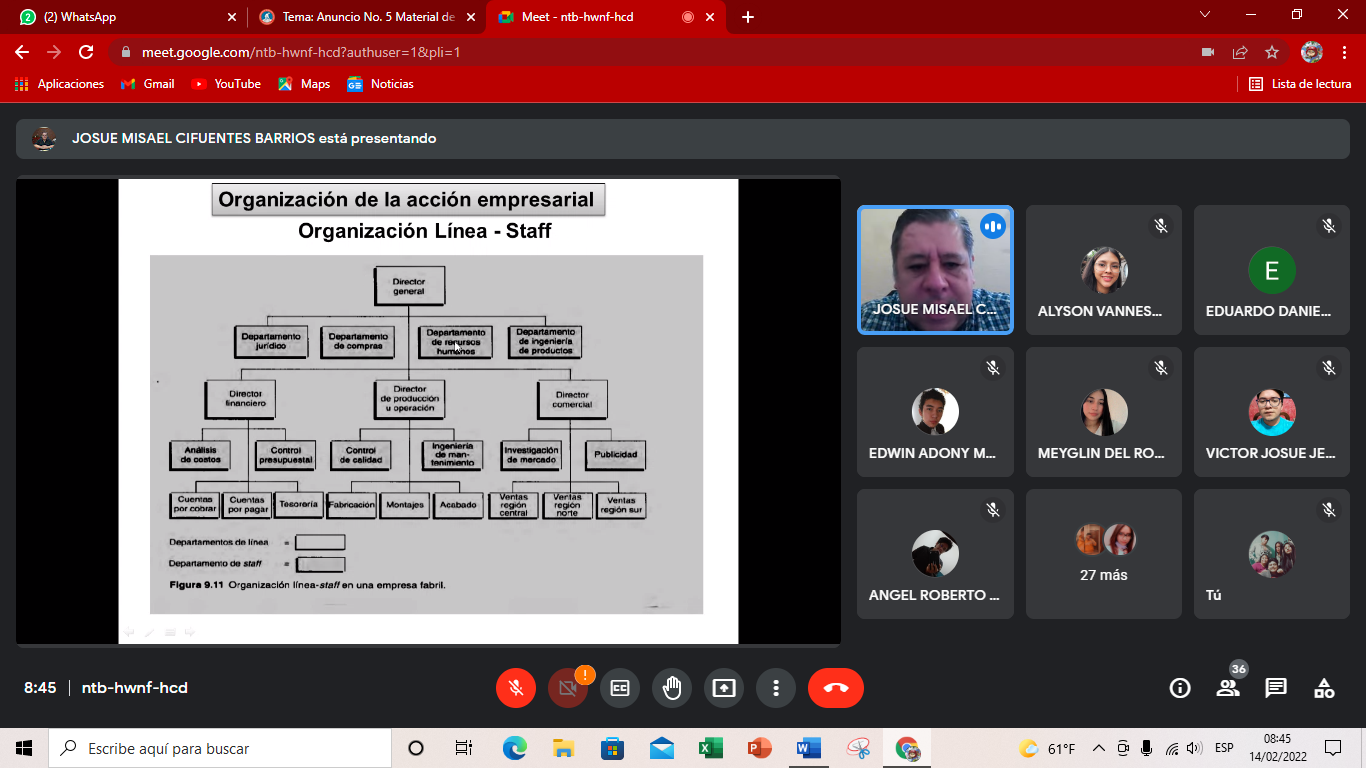 2
(2) WhatsApp
Tema: Anuncio No. 5 Material de
Meet - ntb-hwnf-hcd
meet.google.com/ntb-hwnf-hcd?authuser=1&pli=1
Aplicaciones
Gmail
YouTube
Maps
Noticias
Lista de lectura
JOSUE MISAEL CIFUENTES BARRIOS está presentando
Organización de la acción empresarial
Organización Línea - Staff
Director
general
Departamento
jurídico
Departamento
de compras
Departamento
de recursos
humanos
Departamento
de ingeniería
de productos
Director
financiero
Director
de producción
u operación
Director
comercial
Análisis
de costos
Control
presupuestal
Control
de calidad
Ingeniería
de man-
tenimiento
Investigación
de mercado
Publicidad
Cuentas
por cobrar
Cuentas
por pagar
Tesorería
Fabricación
Montajes
Acabado
Ventas
región
central
Ventas
región
norte
Ventas
región sur
Departamentos de línea =
Departamento de staff =
Figura 9.11 Organización línea-staff en una empresa fabril.
JOSUE MISAEL C...
ALYSON VANNES...
E
EDUARDO DANIE...
EDWIN ADONY M...
MEYGLIN DEL RO...
VICTOR JOSUE JE...
ANGEL ROBERTO ...
27 más
Tú
8:45
ntb-hwnf-hcd
!
CC
36
Escribe aquí para buscar
61°F
ESP
08:45
14/02/2022